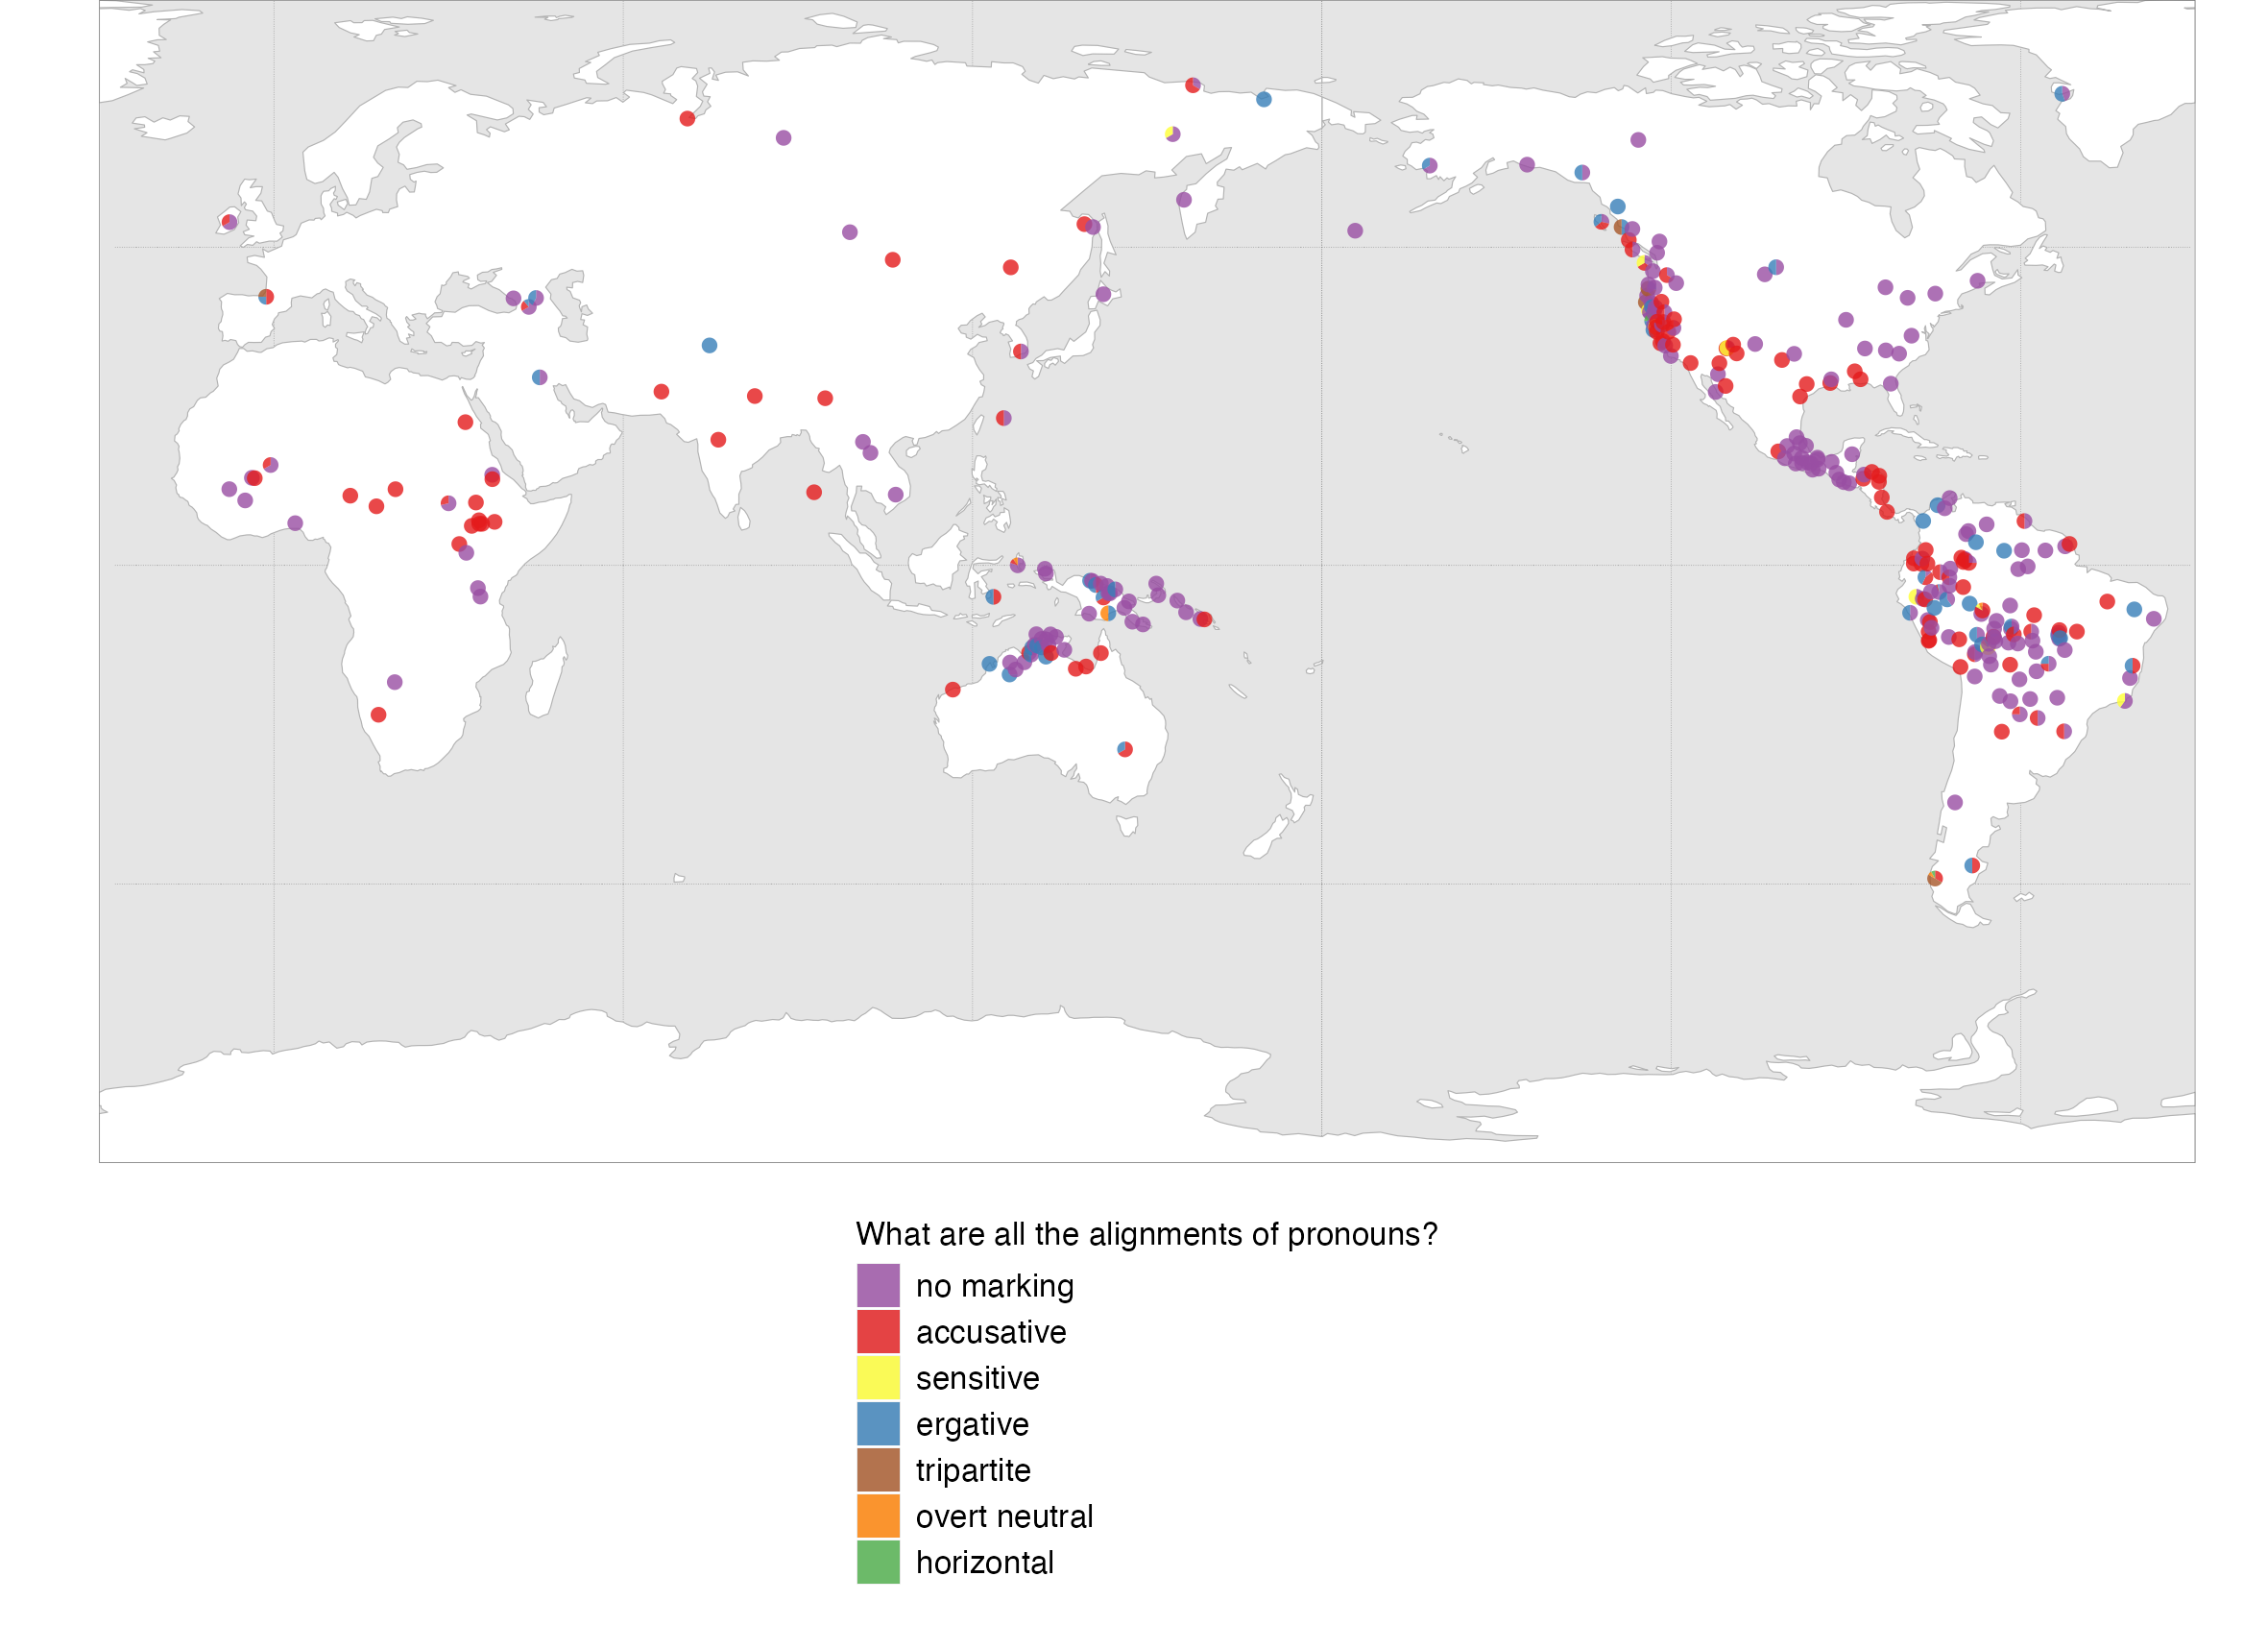 What are all the alignments of pronouns?
no marking
accusative
sensitive
ergative
tripartite
overt neutral
horizontal